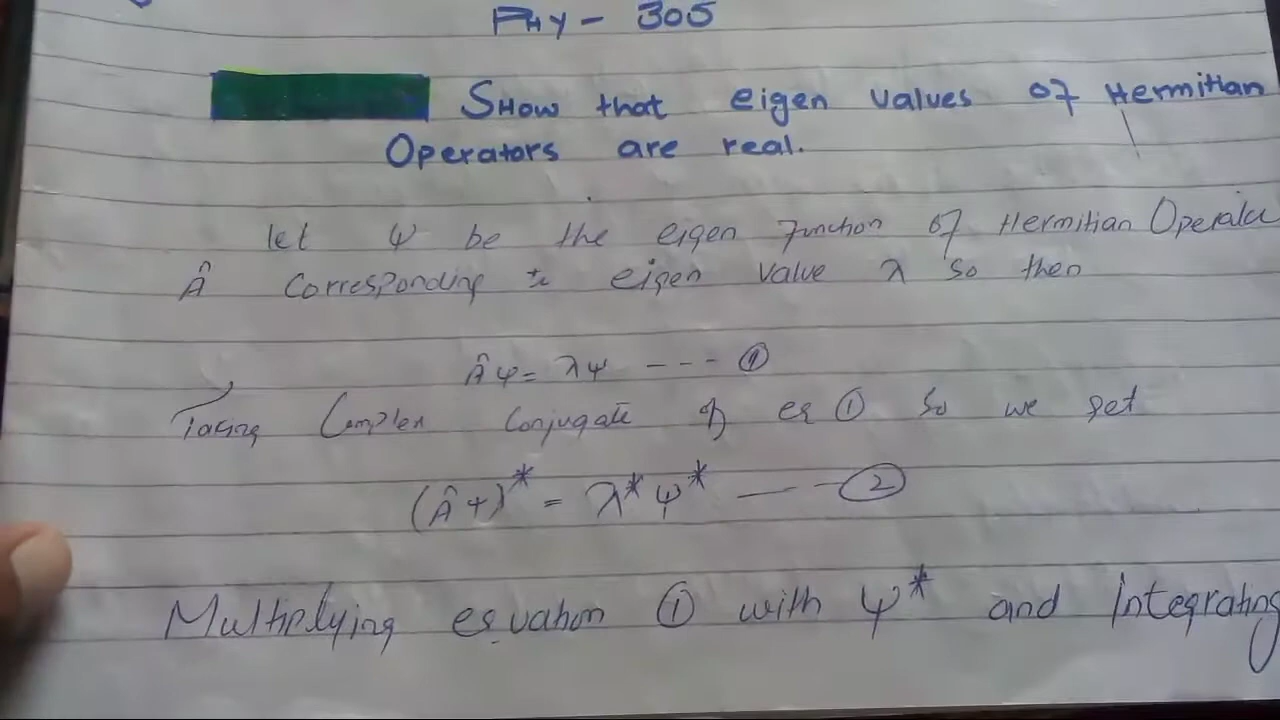 PHY - 305
Show that eigen values of Hermitian
Operators are real.
let ψ be the eigen function of Hermitian Operator
Â Corresponding to eigen value λ so then
Âψ = λψ --- ①
Taking Complex Conjugate of eq ① so we get
(Âψ)* = λ*ψ* — - ②
Multiplying equation ① with ψ* and Integrating